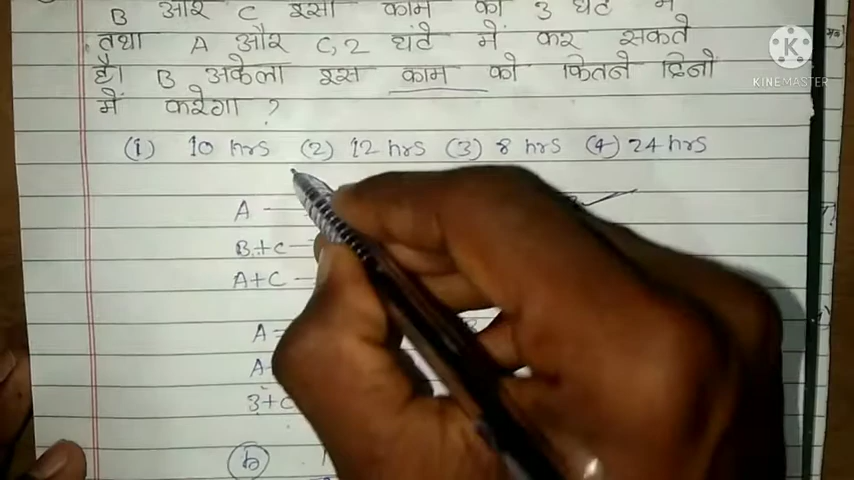 B और C इसी काम को 3 घंटे में
तथा A और C, 2 घंटे में कर सकते
है। B अकेला इस काम को कितने दिनो
में करेगा ?
(1) 10 hrs (2) 12 hrs (3) 8 hrs (4) 24 hrs
A —
B+C —
A+C —
A =
A
B+C
b
K
KINEMASTER